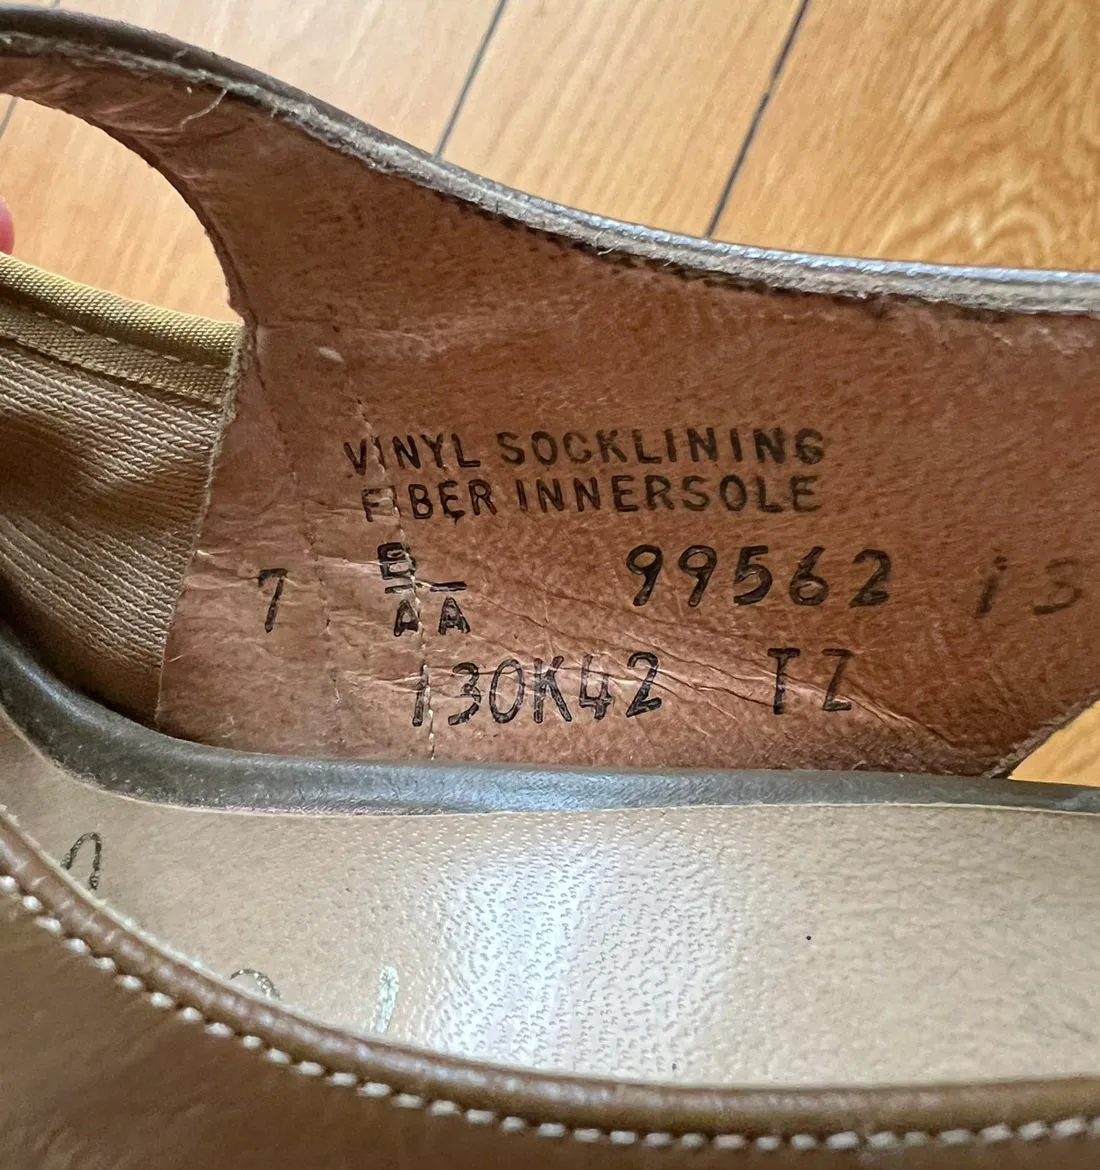 VINYL SOCKLINING
FIBER INNERSOLE
7 B/AA 99562 13
130K42 TZ